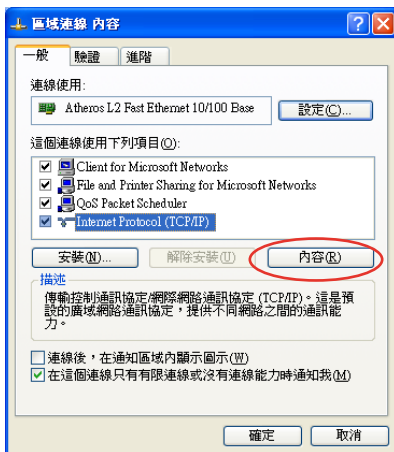 區域連線 內容
一般 驗證 進階
連線使用:
Atheros L2 Fast Ethernet 10/100 Base
設定(C)...
這個連線使用下列項目(O):
Client for Microsoft Networks
File and Printer Sharing for Microsoft Networks
QoS Packet Scheduler
Internet Protocol (TCP/IP)
安裝(N)... 解除安裝(U) 內容(R)
描述
傳輸控制通訊協定/網際網路通訊協定 (TCP/IP)。這是預
設的廣域網路通訊協定，提供不同網路之間的通訊能
力。
連線後，在通知區域內顯示圖示(W)
在這個連線只有有限連線或沒有連線能力時通知我(M)
確定 取消